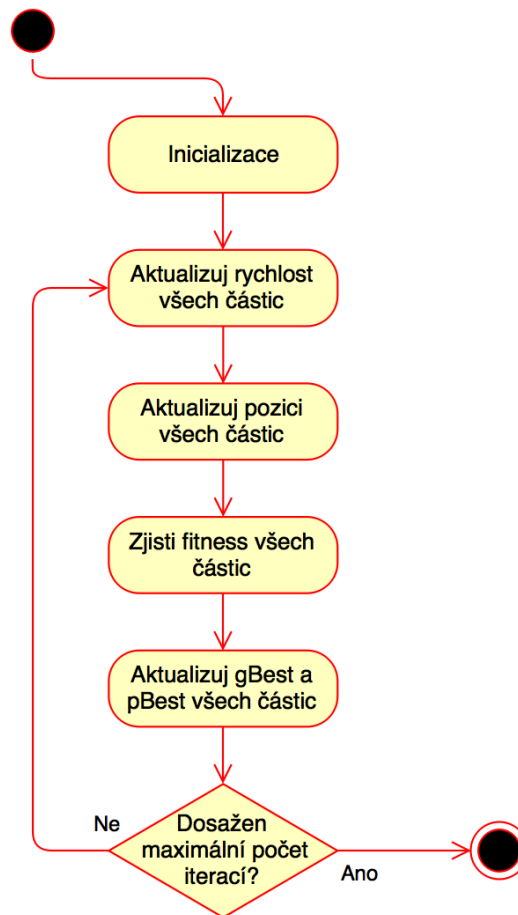 Inicializace
Aktualizuj rychlost
všech částic
Aktualizuj pozici
všech částic
Zjisti fitness všech
částic
Aktualizuj gBest a
pBest všech částic
Ne
Dosažen
maximální počet
iterací?
Ano